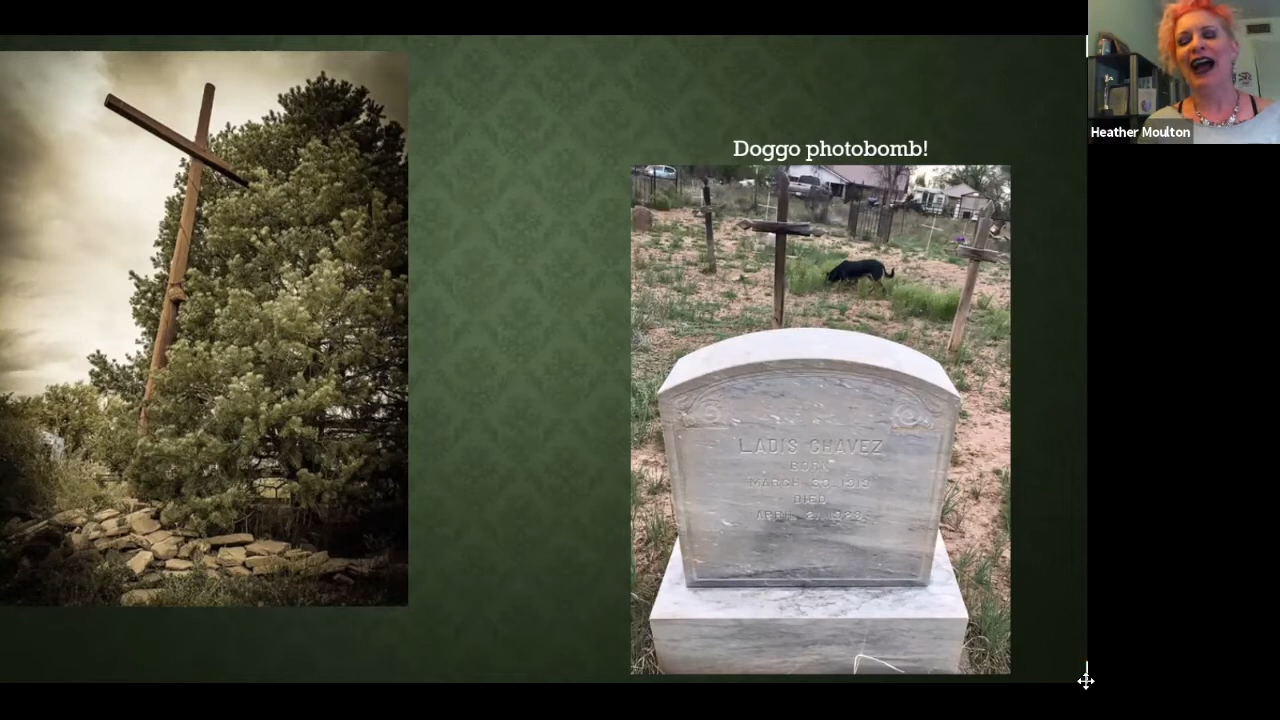 Doggo photobomb!
Heather Moulton
LADIS CHAVEZ
BORN
DIED